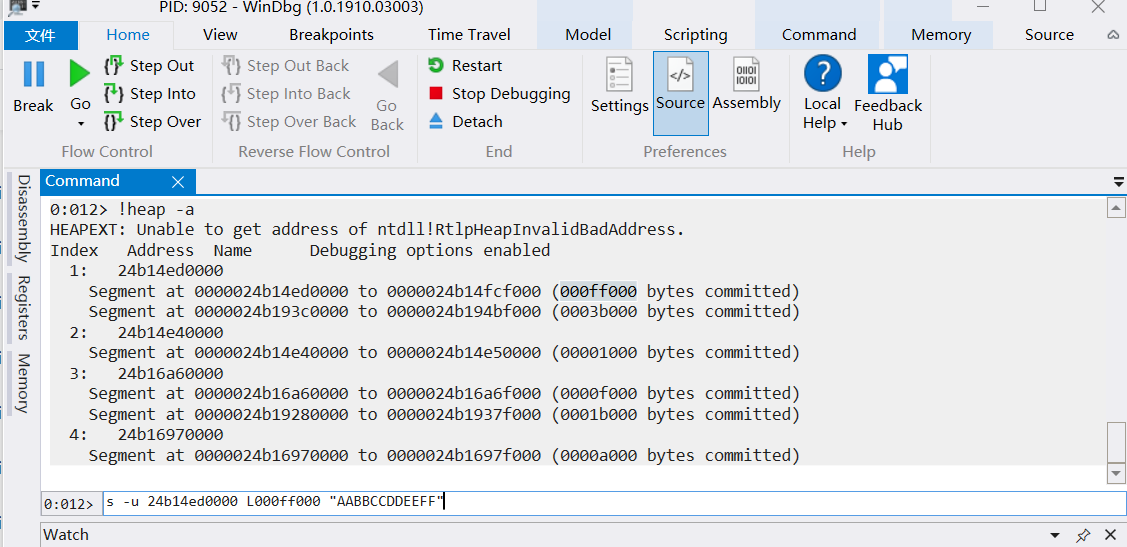 PID: 9052 - WinDbg (1.0.1910.03003)
文件 Home View Breakpoints Time Travel Model Scripting Command Memory Source
Break
Go
Step Out
Step Into
Step Over
Flow Control
Step Out Back
Step Into Back
Step Over Back
Go Back
Reverse Flow Control
Restart
Stop Debugging
Detach
End
Settings
Source
Assembly
Preferences
Local Help
Feedback Hub
Help
Disassembly
Registers
Memory
Command
0:012> !heap -a
HEAPEXT: Unable to get address of ntdll!RtlpHeapInvalidBadAddress.
Index   Address  Name      Debugging options enabled
  1:   24b14ed0000
    Segment at 0000024b14ed0000 to 0000024b14fcf000 (000ff000 bytes committed)
    Segment at 0000024b193c0000 to 0000024b194bf000 (0003b000 bytes committed)
  2:   24b14e40000
    Segment at 0000024b14e40000 to 0000024b14e50000 (00001000 bytes committed)
  3:   24b16a60000
    Segment at 0000024b16a60000 to 0000024b16a6f000 (0000f000 bytes committed)
    Segment at 0000024b19280000 to 0000024b1937f000 (0001b000 bytes committed)
  4:   24b16970000
    Segment at 0000024b16970000 to 0000024b1697f000 (0000a000 bytes committed)
0:012> s -u 24b14ed0000 L000ff000 "AABBCCDDEEFF"
Watch